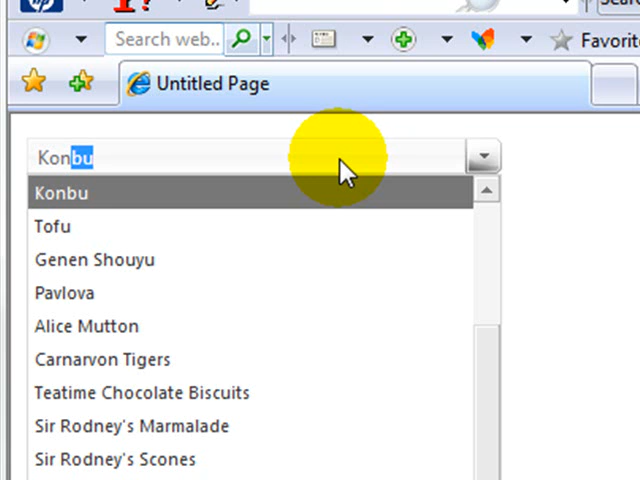 hp
Search web..
Favorit
Untitled Page
Konbu
Konbu
Tofu
Genen Shouyu
Pavlova
Alice Mutton
Carnarvon Tigers
Teatime Chocolate Biscuits
Sir Rodney's Marmalade
Sir Rodney's Scones